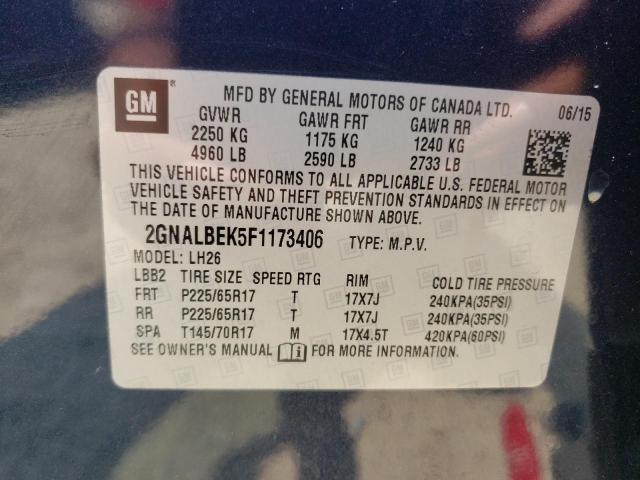 GM ®
MFD BY GENERAL MOTORS OF CANADA LTD. 06/15
GVWR GAWR FRT GAWR RR
2250 KG 1175 KG 1240 KG
4960 LB 2590 LB 2733 LB
THIS VEHICLE CONFORMS TO ALL APPLICABLE U.S. FEDERAL MOTOR
VEHICLE SAFETY AND THEFT PREVENTION STANDARDS IN EFFECT ON
THE DATE OF MANUFACTURE SHOWN ABOVE.
2GNALBEK5F1173406 TYPE: M.P.V.
MODEL: LH26
LBB2 TIRE SIZE SPEED RTG RIM COLD TIRE PRESSURE
FRT P225/65R17 T 17X7J 240KPA(35PSI)
RR P225/65R17 T 17X7J 240KPA(35PSI)
SPA T145/70R17 M 17X4.5T 420KPA(60PSI)
SEE OWNER'S MANUAL FOR MORE INFORMATION.